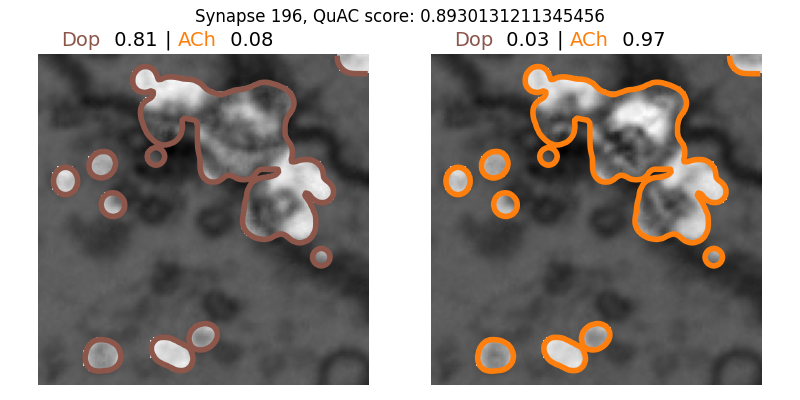 Synapse 196, QuAC score: 0.8930131211345456
Dop 0.81 | ACh 0.08
Dop 0.03 | ACh 0.97